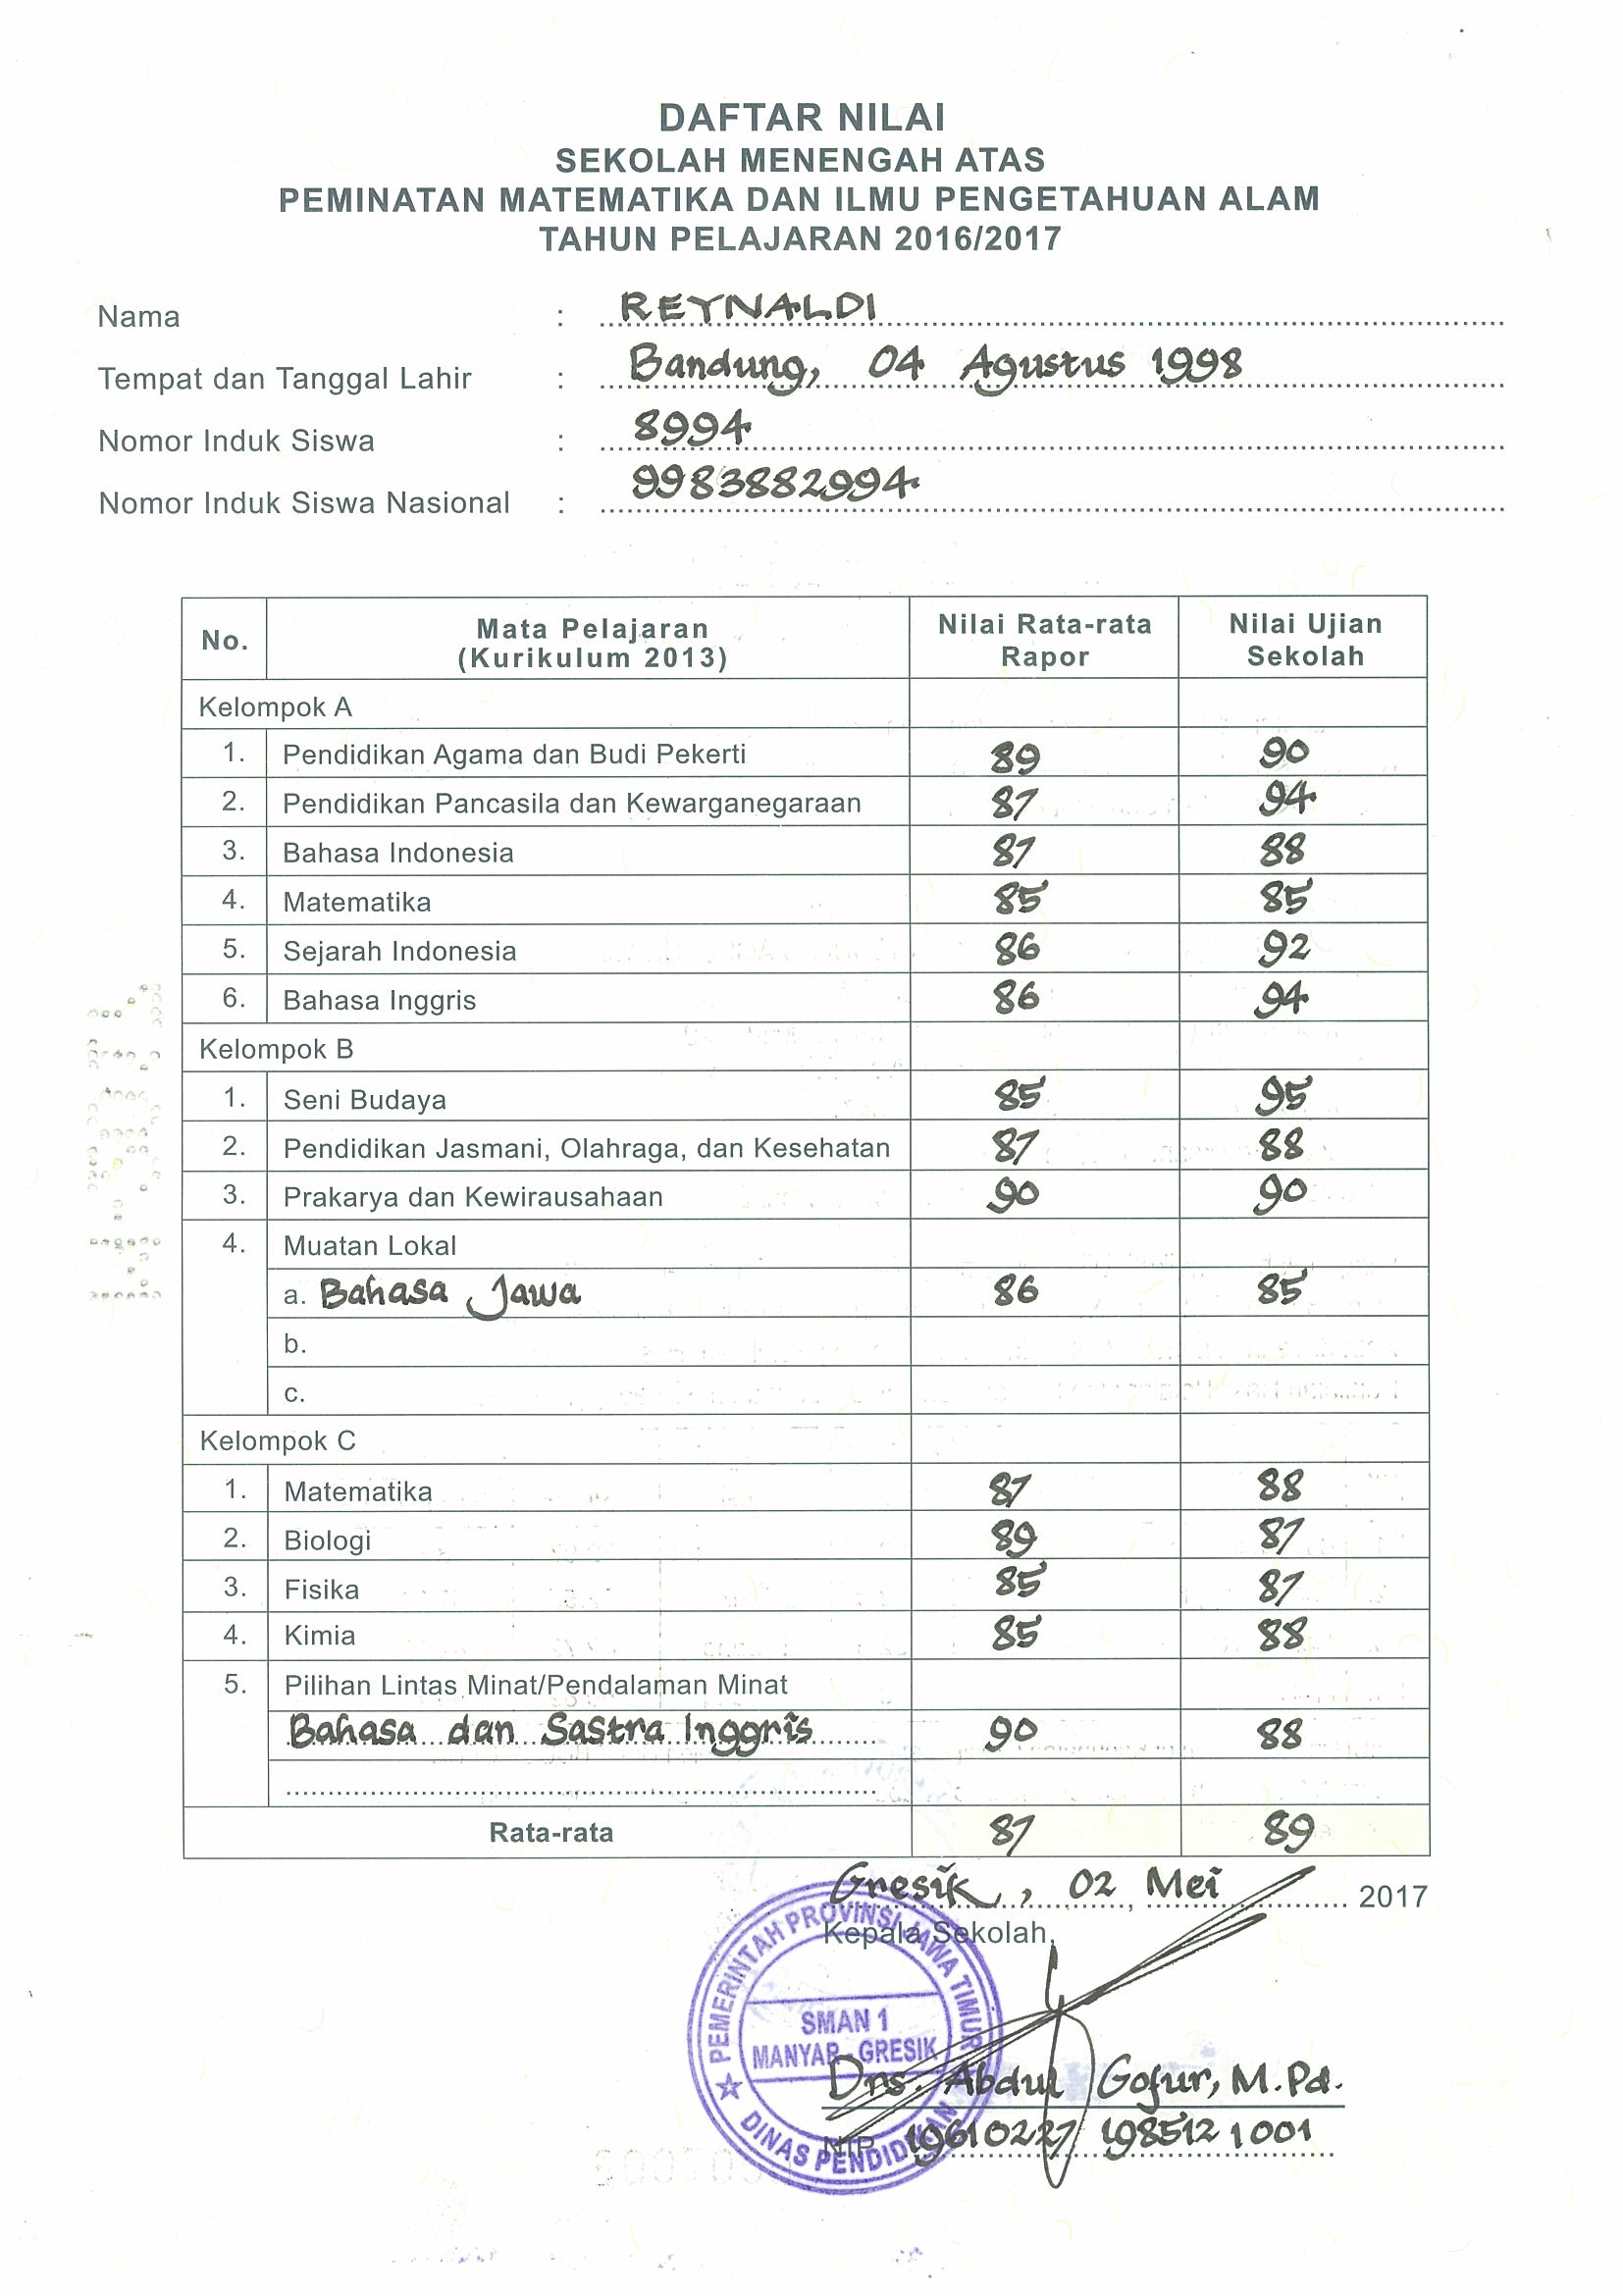 DAFTAR NILAI
SEKOLAH MENENGAH ATAS
PEMINATAN MATEMATIKA DAN ILMU PENGETAHUAN ALAM
TAHUN PELAJARAN 2016/2017
Nama : REYNALDI
Tempat dan Tanggal Lahir : Bandung, 04 Agustus 1998
Nomor Induk Siswa : 8994
Nomor Induk Siswa Nasional : 9983882994
No. Mata Pelajaran (Kurikulum 2013) Nilai Rata-rata Rapor Nilai Ujian Sekolah
Kelompok A
1. Pendidikan Agama dan Budi Pekerti 89 90
2. Pendidikan Pancasila dan Kewarganegaraan 87 94
3. Bahasa Indonesia 87 88
4. Matematika 85 85
5. Sejarah Indonesia 86 92
6. Bahasa Inggris 86 94
Kelompok B
1. Seni Budaya 85 95
2. Pendidikan Jasmani, Olahraga, dan Kesehatan 87 88
3. Prakarya dan Kewirausahaan 90 90
4. Muatan Lokal
a. Bahasa Jawa 86 85
b.
c.
Kelompok C
1. Matematika 87 88
2. Biologi 89 87
3. Fisika 85 87
4. Kimia 85 88
5. Pilihan Lintas Minat/Pendalaman Minat
Bahasa dan Sastra Inggris 90 88
Rata-rata 87 89
Gresik, 02 Mei 2017
Kepala Sekolah,
PEMERINTAH PROVINSI JAWA TIMUR
SMAN 1
MANYAR - GRESIK
DINAS PENDIDIKAN
Drs. Abdul Gofur, M.Pd.
NIP. 19610227 198512 1 001